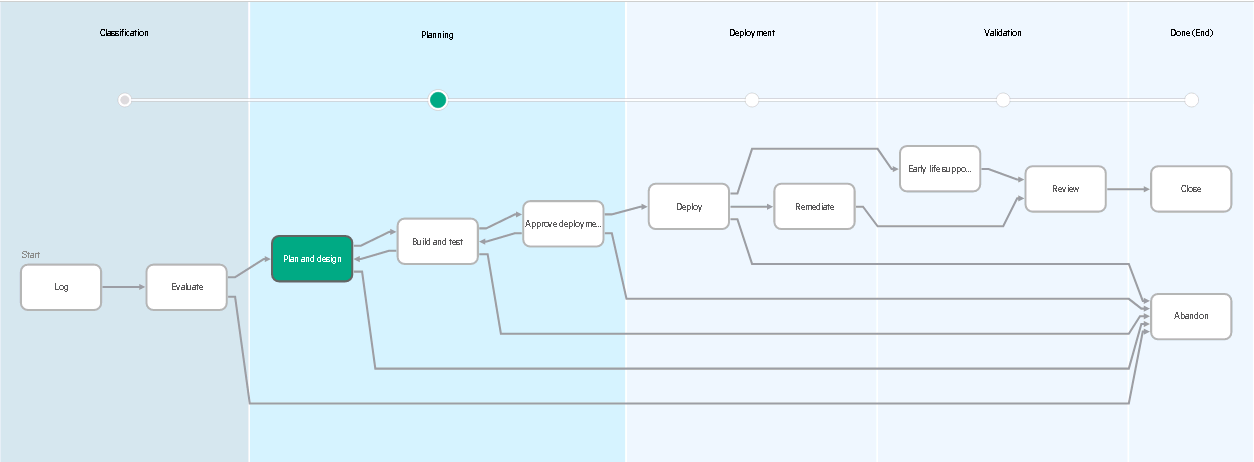 Classification
Planning
Deployment
Validation
Done (End)
Early life suppo...
Review
Close
Deploy
Remediate
Approve deployme...
Build and test
Start
Plan and design
Log
Evaluate
Abandon